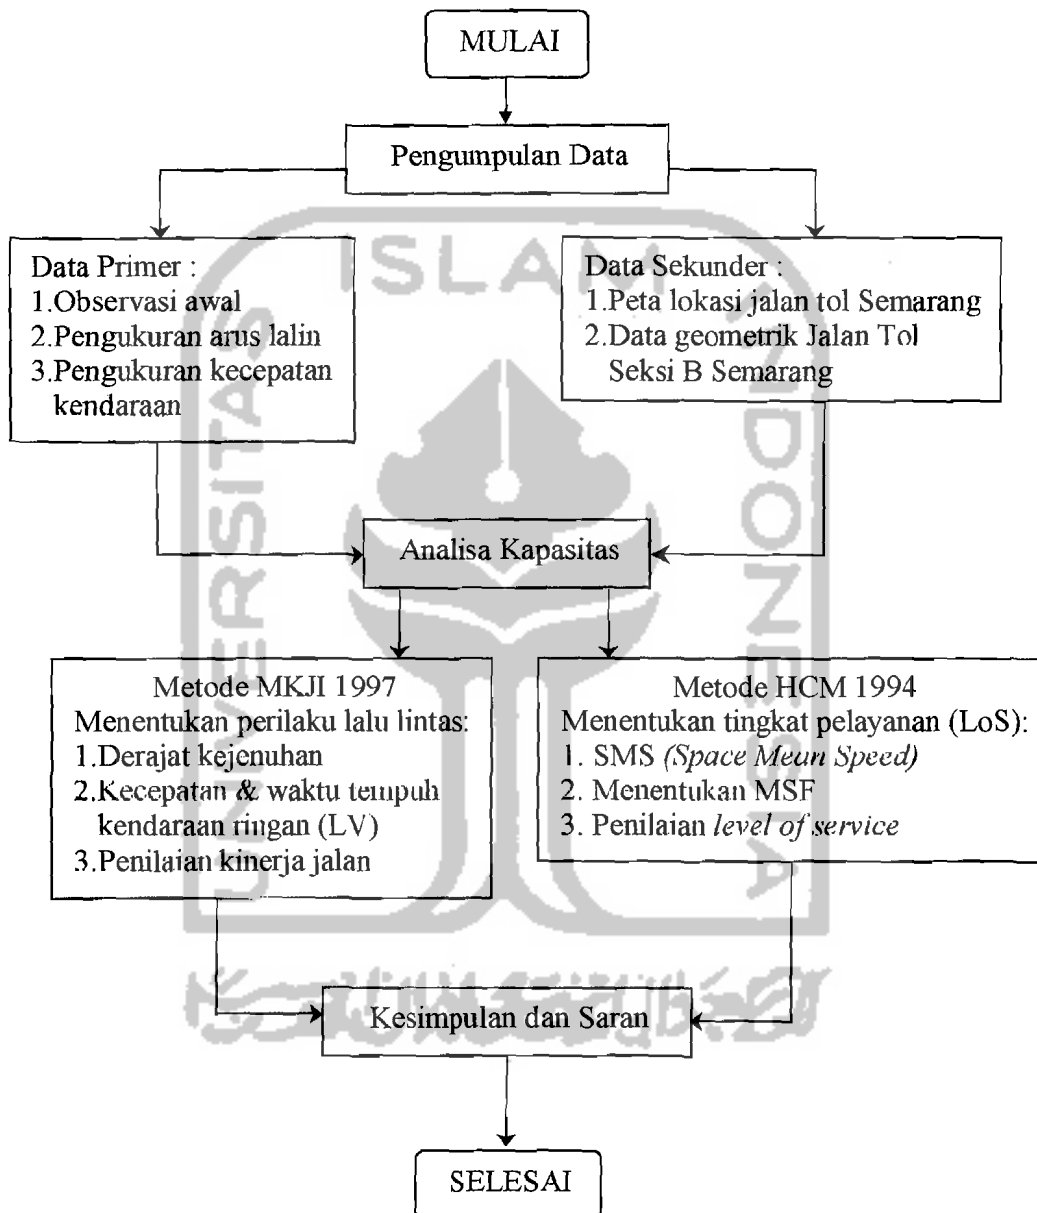 MULAI
Pengumpulan Data
Data Primer :
1.Observasi awal
2.Pengukuran arus lalin
3.Pengukuran kecepatan
kendaraan
Data Sekunder :
1.Peta lokasi jalan tol Semarang
2.Data geometrik Jalan Tol
Seksi B Semarang
Analisa Kapasitas
Metode MKJI 1997
Menentukan perilaku lalu lintas:
1.Derajat kejenuhan
2.Kecepatan & waktu tempuh
kendaraan ringan (LV)
3.Penilaian kinerja jalan
Metode HCM 1994
Menentukan tingkat pelayanan (LoS):
1. SMS (Space Mean Speed)
2. Menentukan MSF
3. Penilaian level of service
Kesimpulan dan Saran
SELESAI
UNIVERSITAS
ISLAM
INDONESIA